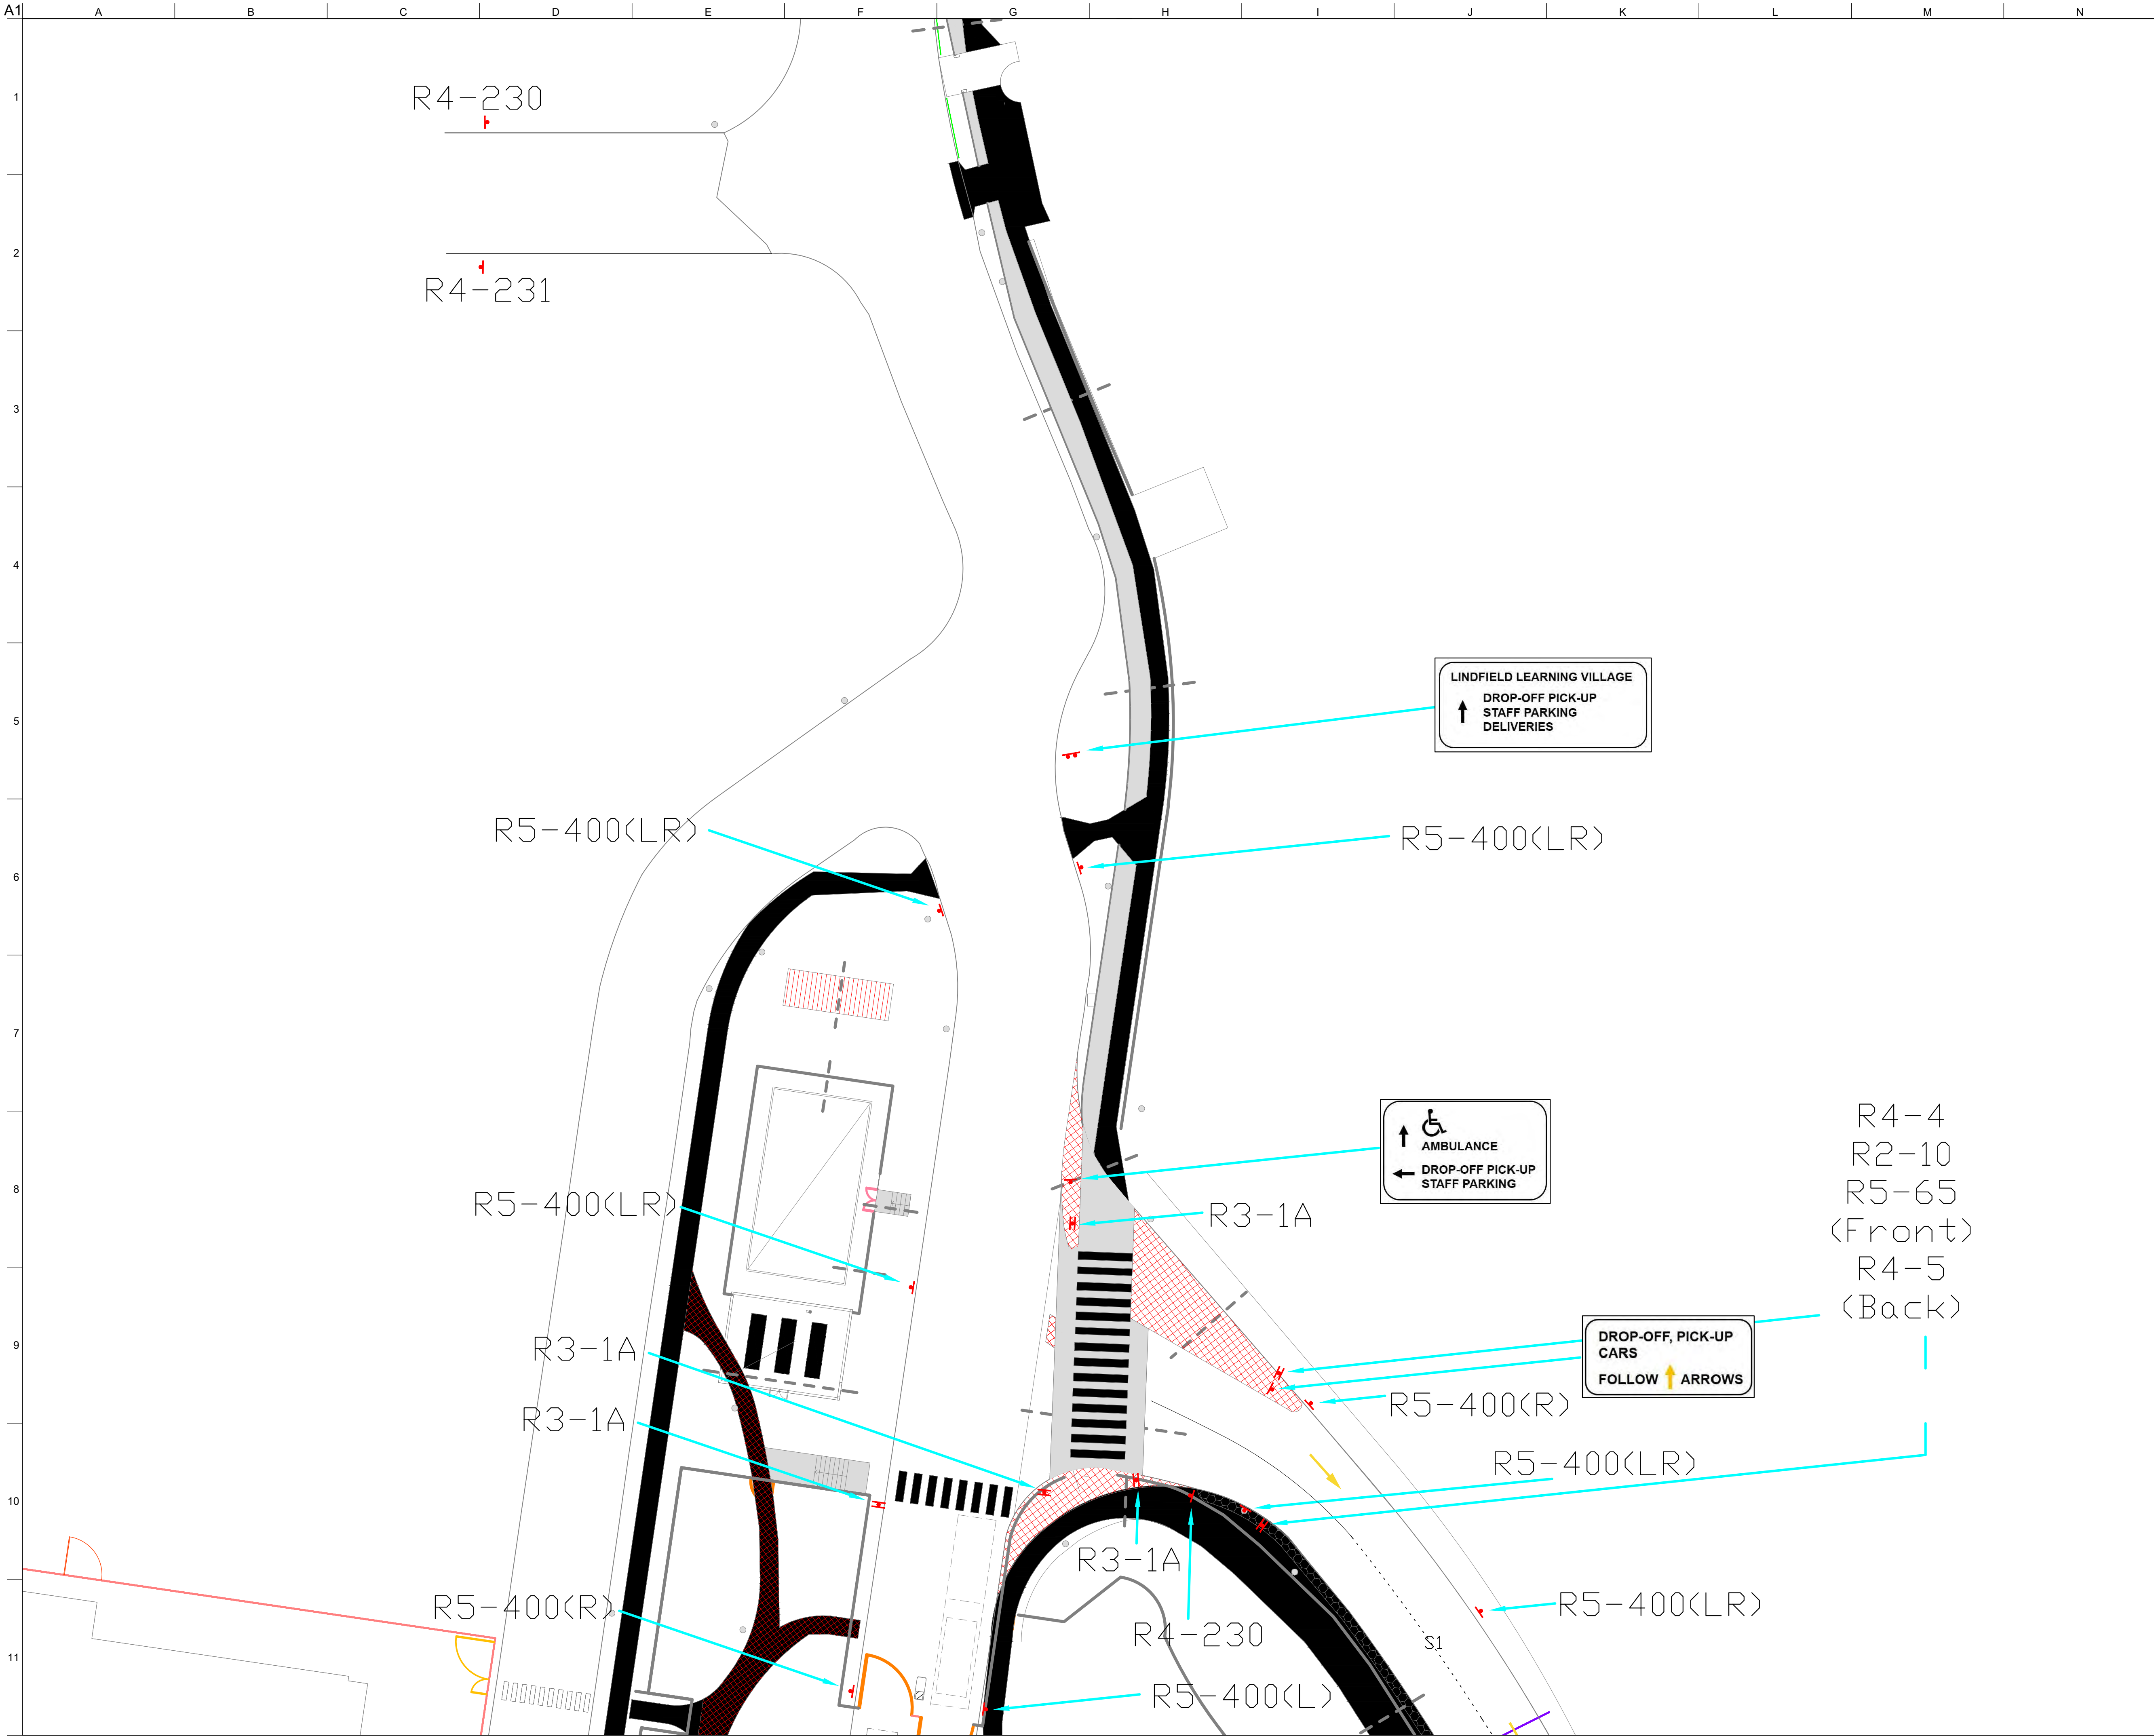 A1
A B C D E F G H I J K L M N
1
R4-230
2
R4-231
3
4
LINDFIELD LEARNING VILLAGE
DROP-OFF PICK-UP
STAFF PARKING
DELIVERIES
5
R5-400(LR)
R5-400(LR)
6
7
AMBULANCE
DROP-OFF PICK-UP
STAFF PARKING
R4-4
R2-10
R5-65
(Front)
R4-5
(Back)
8
R5-400(LR)
R3-1A
9
R3-1A
DROP-OFF, PICK-UP
CARS
FOLLOW ARROWS
R5-400(R)
R3-1A
R5-400(LR)
10
R3-1A
R5-400(R)
R5-400(LR)
R4-230
S1
11
R5-400(L)